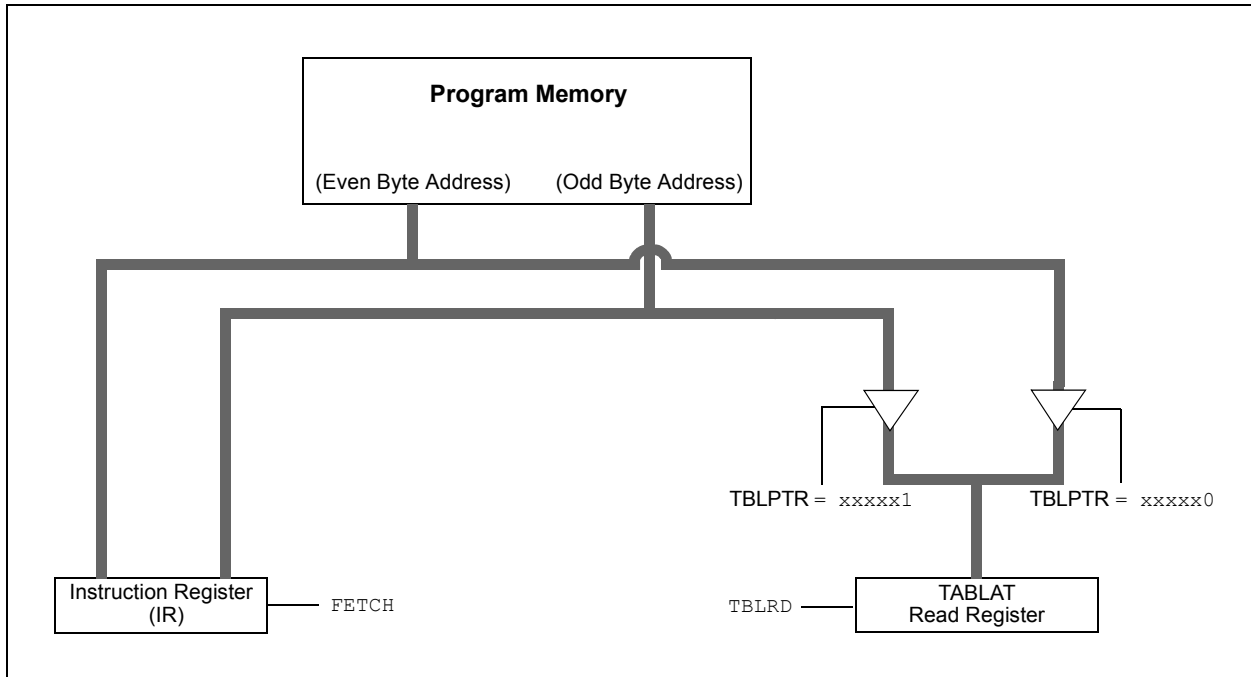 Program Memory
(Even Byte Address)
(Odd Byte Address)
TBLPTR = xxxxx1
TBLPTR = xxxxx0
Instruction Register
(IR)
FETCH
TBLRD
TABLAT
Read Register